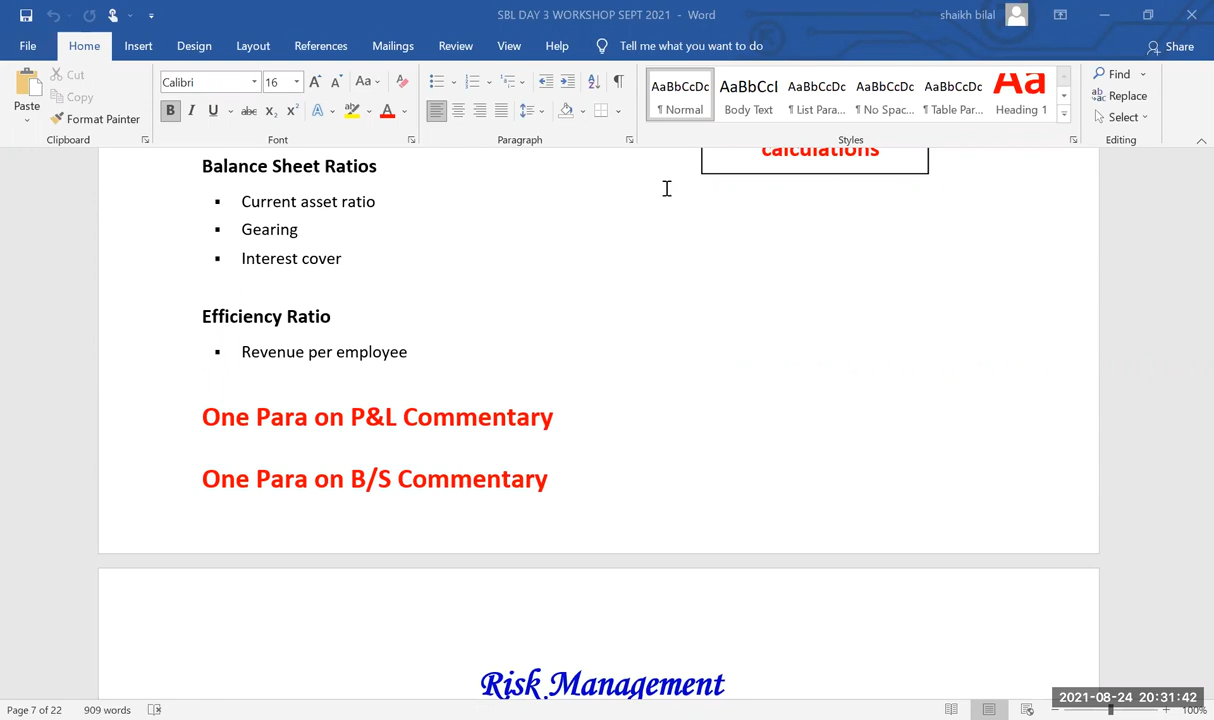 SBL DAY 3 WORKSHOP SEPT 2021 - Word
shaikh bilal
File Home Insert Design Layout References Mailings Review View Help Tell me what you want to do Share
Paste
Cut
Copy
Format Painter
Calibri 16
AaBbCcDc AaBbCcI AaBbCcDc AaBbCcDc AaBbCcDc Aa
¶ Normal Body Text ¶ List Para... ¶ No Spac... ¶ Table Par... Heading 1
Find
Replace
Select
Clipboard Font Paragraph Styles Editing
calculations
Balance Sheet Ratios
▪ Current asset ratio
▪ Gearing
▪ Interest cover
Efficiency Ratio
▪ Revenue per employee
One Para on P&L Commentary
One Para on B/S Commentary
Risk Management
Page 7 of 22 909 words 100%
2021-08-24 20:31:42